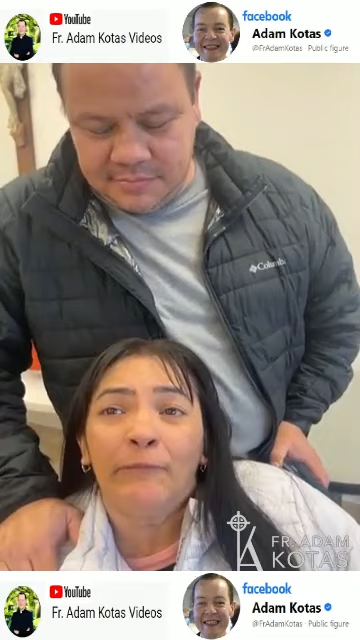 YouTube
Fr. Adam Kotas Videos
facebook
Adam Kotas
@FrAdamKotas · Public figure
Columbia
FR. ADAM
KOTAS
YouTube
Fr. Adam Kotas Videos
facebook
Adam Kotas
@FrAdamKotas · Public figure